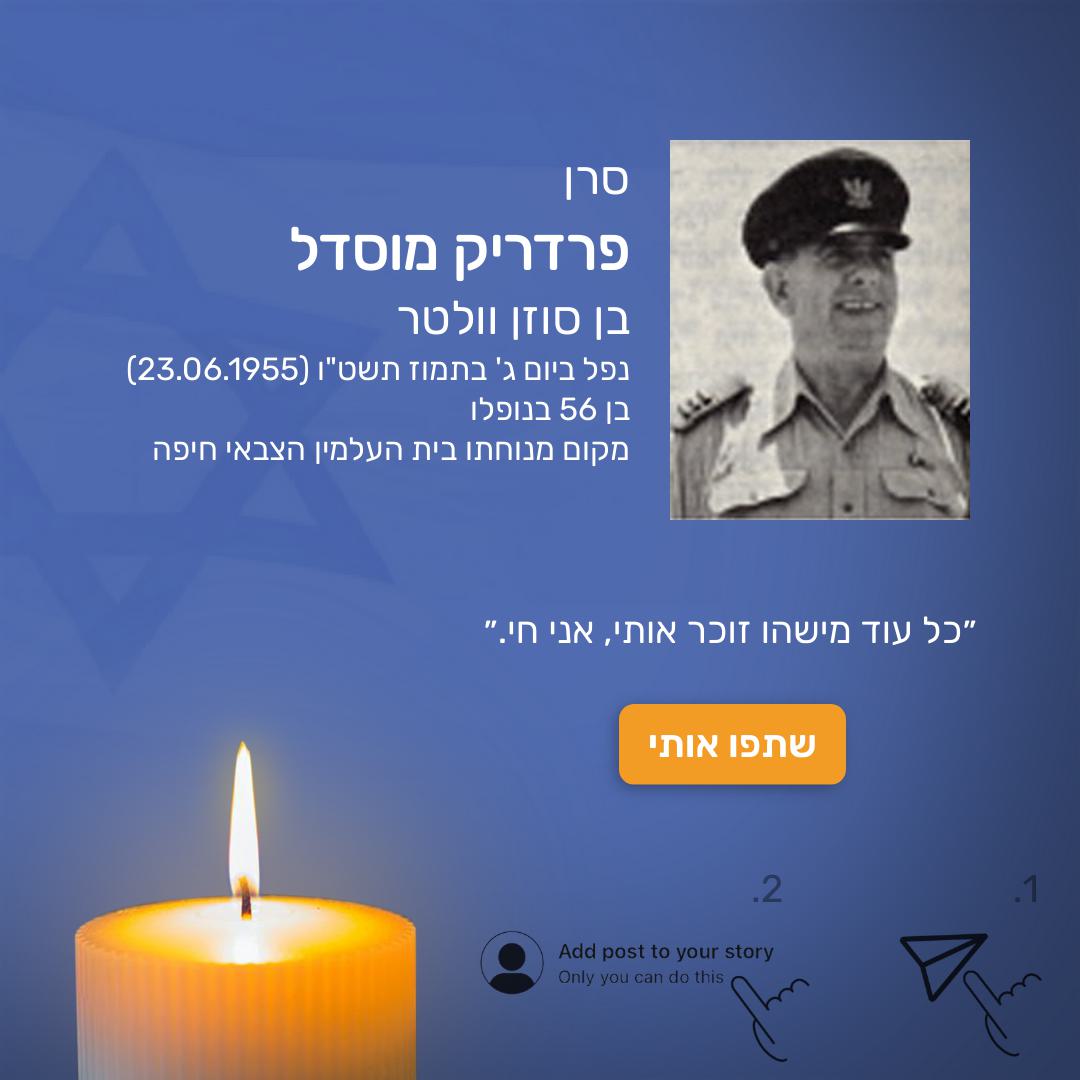 סרן
פרדריק מוסדל
בן סוזן וולטר
נפל ביום ג' בתמוז תשט"ו (23.06.1955)
בן 56 בנופלו
מקום מנוחתו בית העלמין הצבאי חיפה
״כל עוד מישהו זוכר אותי, אני חי.״
שתפו אותי
1.
2.
Add post to your story
Only you can do this